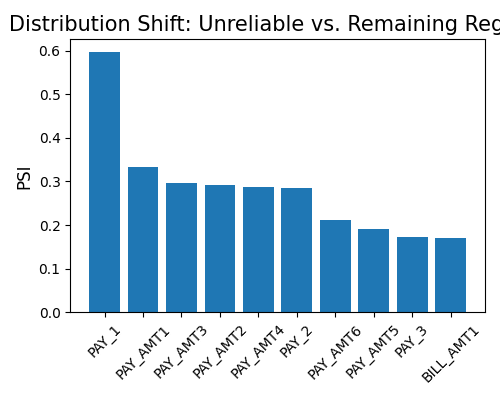 Distribution Shift: Unreliable vs. Remaining Reg
PSI
0.6
0.5
0.4
0.3
0.2
0.1
0.0
PAY_1
PAY_AMT1
PAY_AMT3
PAY_AMT2
PAY_AMT4
PAY_2
PAY_AMT6
PAY_AMT5
PAY_3
BILL_AMT1